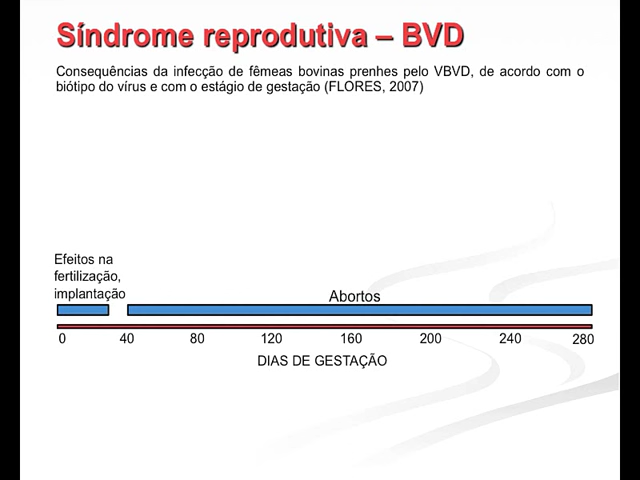 Síndrome reprodutiva – BVD
Consequências da infecção de fêmeas bovinas prenhes pelo VBVD, de acordo com o
biótipo do vírus e com o estágio de gestação (FLORES, 2007)
Efeitos na
fertilização,
implantação
Abortos
0 40 80 120 160 200 240 280
DIAS DE GESTAÇÃO